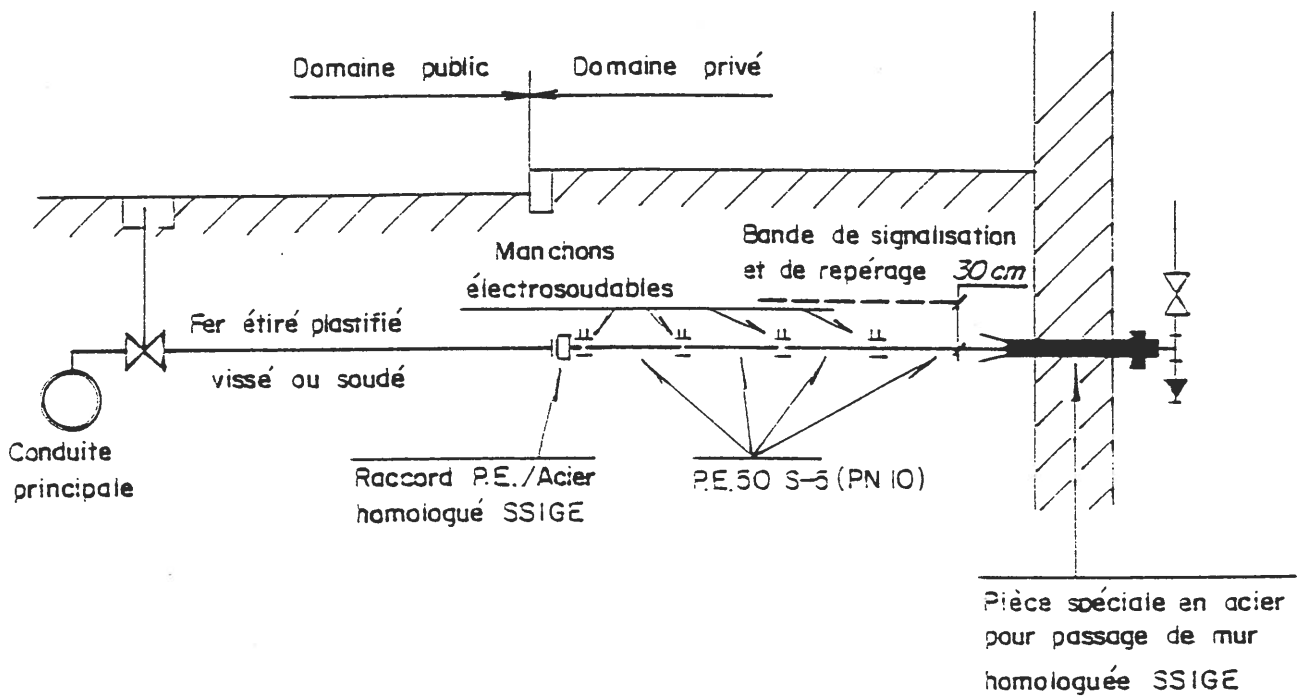 Domaine public
Domaine privé
Manchons
électrosoudables
Bande de signalisation
et de repérage
30cm
Fer étiré plastifié
vissé ou soudé
Conduite
principale
Raccord P.E./Acier
homologué SSIGE
P.E.50 S-5 (PN 10)
Pièce spéciale en acier
pour passage de mur
homologuée SSIGE